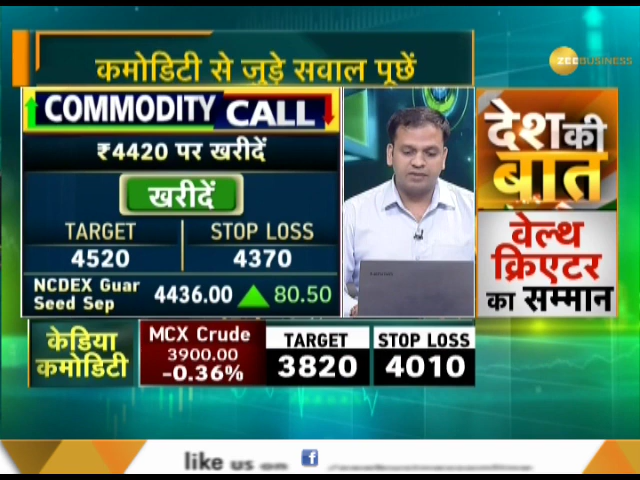 कमोडिटी से जुड़े सवाल पूछें
ZEE BUSINESS
COMMODITY CALL
₹4420 पर खरीदें
खरीदें
TARGET STOP LOSS
4520 4370
NCDEX Guar
Seed Sep
4436.00 80.50
देश की
बात
वेल्थ
क्रिएटर
का सम्मान
केडिया
कमोडिटी
MCX Crude
3900.00
-0.36%
TARGET STOP LOSS
3820 4010
like us on